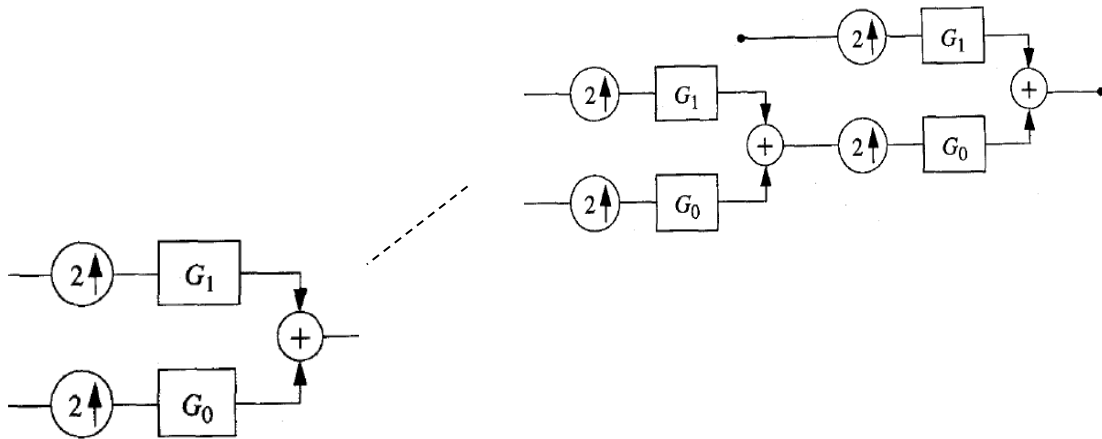 2↑ G₁
2↑ G₁ +
+ 2↑ G₀
2↑ G₀
2↑ G₁
+
2↑ G₀